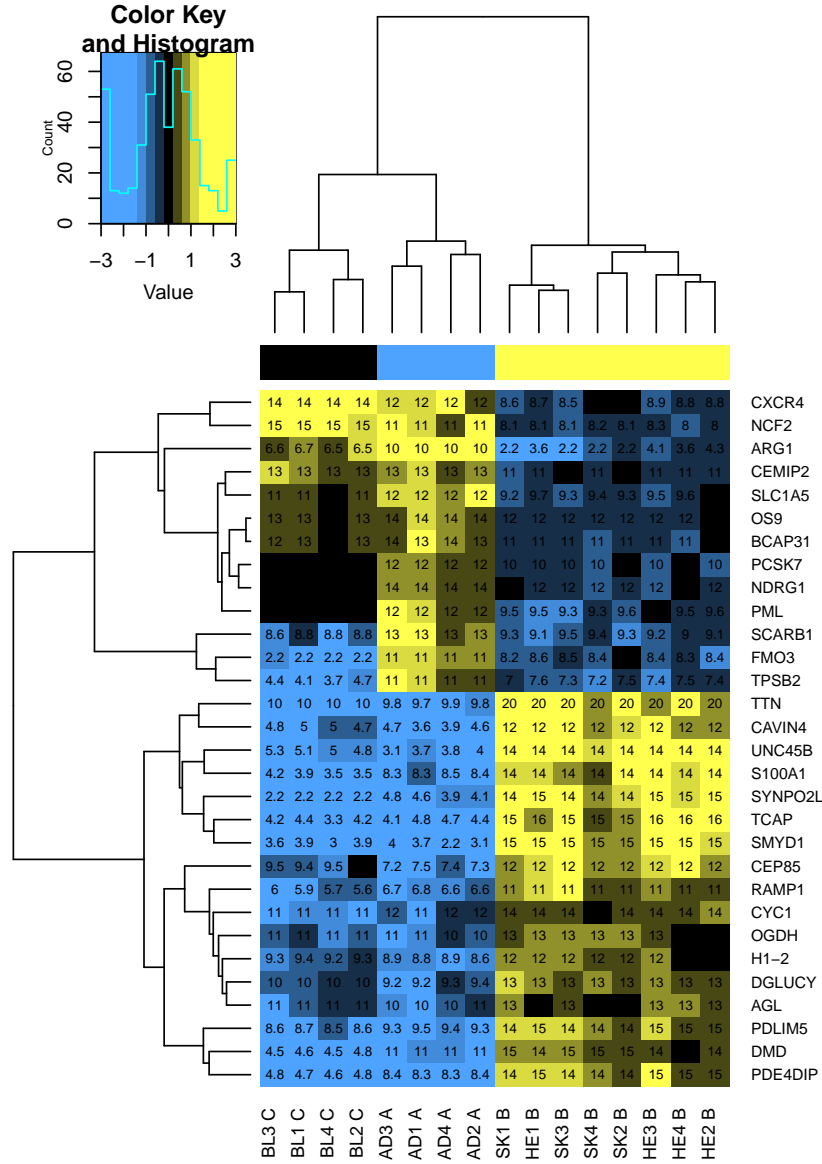 Color Key
and Histogram
Count
60
40
20
0
−3 −1 1 3
Value
14 14 14 14 12 12 12 12 8.6 8.7 8.5 8.9 8.8 8.8 CXCR4
15 15 15 15 11 11 11 11 8.1 8.1 8.1 8.2 8.1 8.3 8 8 NCF2
6.6 6.7 6.5 6.5 10 10 10 10 2.2 3.6 2.2 2.2 2.2 4.1 3.6 4.3 ARG1
13 13 13 13 13 13 13 13 11 11 11 11 11 11 CEMIP2
11 11 11 12 12 12 12 9.2 9.7 9.3 9.4 9.3 9.5 9.6 SLC1A5
13 13 13 14 14 14 14 12 12 12 12 12 12 12 OS9
12 13 13 14 13 14 13 11 11 11 11 11 11 11 BCAP31
12 12 12 12 10 10 10 10 10 10 PCSK7
14 14 14 14 12 12 12 12 12 12 NDRG1
12 12 12 12 9.5 9.5 9.3 9.3 9.6 9.5 9.6 PML
8.6 8.8 8.8 8.8 13 13 13 13 9.3 9.1 9.5 9.4 9.3 9.2 9 9.1 SCARB1
2.2 2.2 2.2 2.2 11 11 11 11 8.2 8.6 8.5 8.4 8.4 8.3 8.4 FMO3
4.4 4.1 3.7 4.7 11 11 11 11 7 7.6 7.3 7.2 7.5 7.4 7.5 7.4 TPSB2
10 10 10 10 9.8 9.7 9.9 9.8 20 20 20 20 20 20 20 20 TTN
4.8 5 5 4.7 4.7 3.6 3.9 4.6 12 12 12 12 12 12 12 12 CAVIN4
5.3 5.1 5 4.8 3.1 3.7 3.8 4 14 14 14 14 14 14 14 14 UNC45B
4.2 3.9 3.5 3.5 8.3 8.3 8.5 8.4 14 14 14 14 14 14 14 14 S100A1
2.2 2.2 2.2 2.2 4.8 4.6 3.9 4.1 14 15 15 14 14 15 15 15 SYNPO2L
4.2 4.4 3.3 4.2 4.1 4.8 4.7 4.4 15 16 15 15 15 16 16 16 TCAP
3.6 3.9 3 3.9 4 3.7 2.2 3.1 15 15 15 15 15 15 15 15 SMYD1
9.5 9.4 9.5 7.2 7.5 7.4 7.3 12 12 12 12 12 12 12 12 CEP85
6 5.9 5.7 5.6 6.7 6.8 6.6 6.6 11 11 11 11 11 11 11 11 RAMP1
11 11 11 11 12 11 12 12 14 14 14 14 14 14 14 CYC1
11 11 11 11 11 11 10 10 13 13 13 13 13 13 OGDH
9.3 9.4 9.2 9.3 8.9 8.8 8.9 8.6 12 12 12 12 12 12 H1−2
10 10 10 10 9.2 9.2 9.3 9.4 13 13 13 13 13 13 13 13 DGLUCY
11 11 11 11 10 10 10 11 13 13 13 13 13 AGL
8.6 8.7 8.5 8.6 9.3 9.5 9.4 9.3 14 15 14 14 14 15 15 15 PDLIM5
4.5 4.6 4.5 4.8 11 11 11 11 15 14 14 15 15 14 14 DMD
4.8 4.7 4.6 4.8 8.4 8.3 8.3 8.4 14 15 14 14 14 15 15 15 PDE4DIP
BL3 C BL1 C BL4 C BL2 C AD3 A AD1 A AD4 A AD2 A SK1 B HE1 B SK3 B SK4 B SK2 B HE3 B HE4 B HE2 B